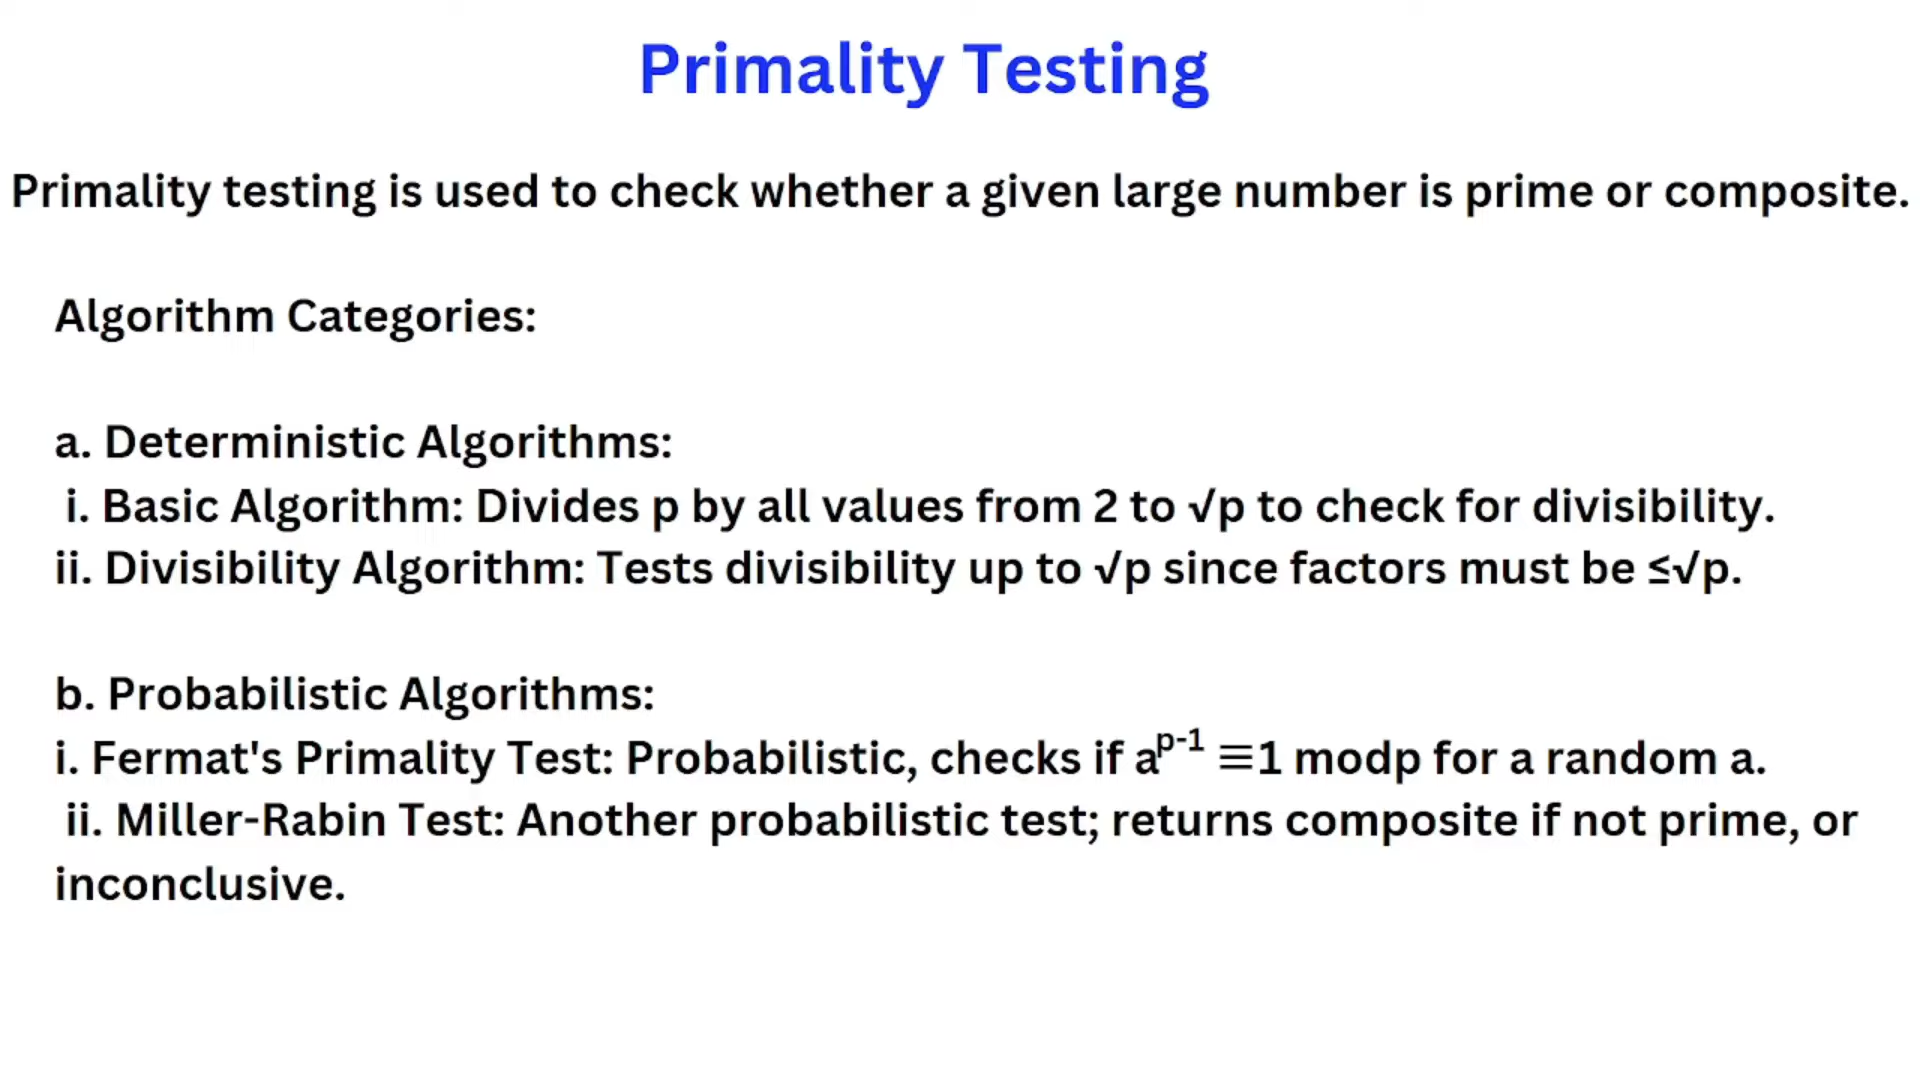 Primality Testing
Primality testing is used to check whether a given large number is prime or composite.
Algorithm Categories:
a. Deterministic Algorithms:
i. Basic Algorithm: Divides p by all values from 2 to √p to check for divisibility.
ii. Divisibility Algorithm: Tests divisibility up to √p since factors must be ≤√p.
b. Probabilistic Algorithms:
i. Fermat's Primality Test: Probabilistic, checks if a^p-1 ≡1 modp for a random a.
ii. Miller-Rabin Test: Another probabilistic test; returns composite if not prime, or
inconclusive.